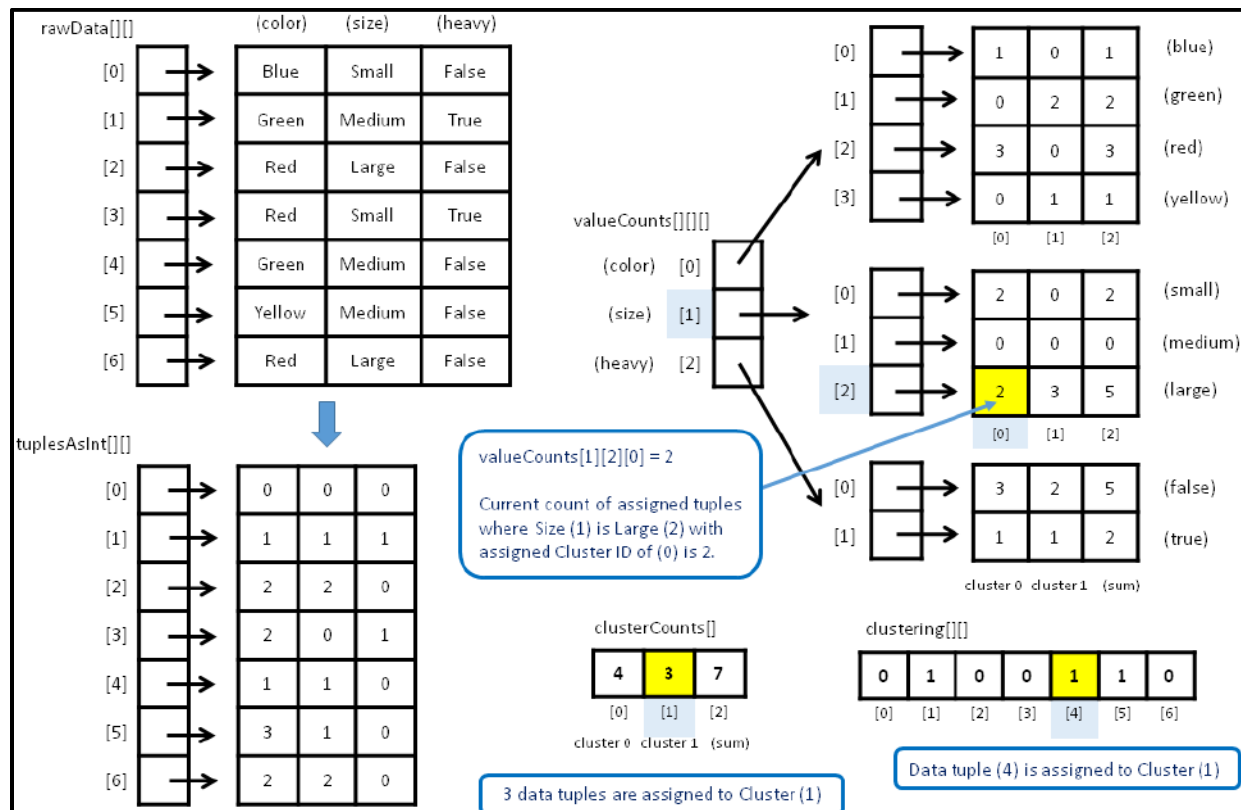 rawData[][]
(color) (size) (heavy)
[0] Blue Small False
[1] Green Medium True
[2] Red Large False
[3] Red Small True
[4] Green Medium False
[5] Yellow Medium False
[6] Red Large False
tuplesAsInt[][]
[0] 0 0 0
[1] 1 1 1
[2] 2 2 0
[3] 2 0 1
[4] 1 1 0
[5] 3 1 0
[6] 2 2 0
valueCounts[][][]
(color) [0]
(size) [1]
(heavy) [2]
[0] 1 0 1 (blue)
[1] 0 2 2 (green)
[2] 3 0 3 (red)
[3] 0 1 1 (yellow)
[0] [1] [2]
[0] 2 0 2 (small)
[1] 0 0 0 (medium)
[2] 2 3 5 (large)
[0] [1] [2]
[0] 3 2 5 (false)
[1] 1 1 2 (true)
cluster 0 cluster 1 (sum)
valueCounts[1][2][0] = 2
Current count of assigned tuples
where Size (1) is Large (2) with
assigned Cluster ID of (0) is 2.
clusterCounts[]
4 3 7
[0] [1] [2]
cluster 0 cluster 1 (sum)
3 data tuples are assigned to Cluster (1)
clustering[][]
0 1 0 0 1 1 0
[0] [1] [2] [3] [4] [5] [6]
Data tuple (4) is assigned to Cluster (1)